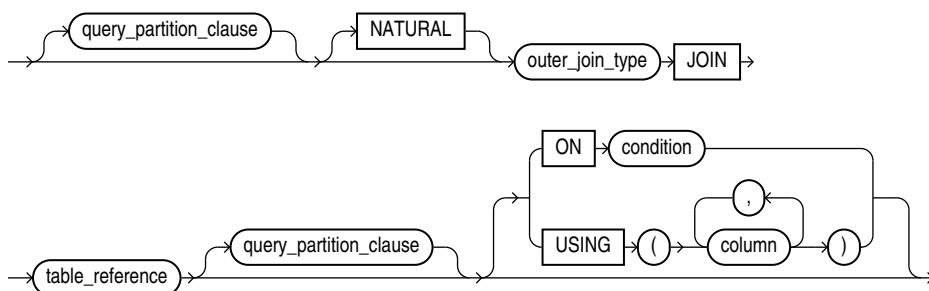 query_partition_clause NATURAL
outer_join_type JOIN
ON condition
,
query_partition_clause USING ( column )
table_reference